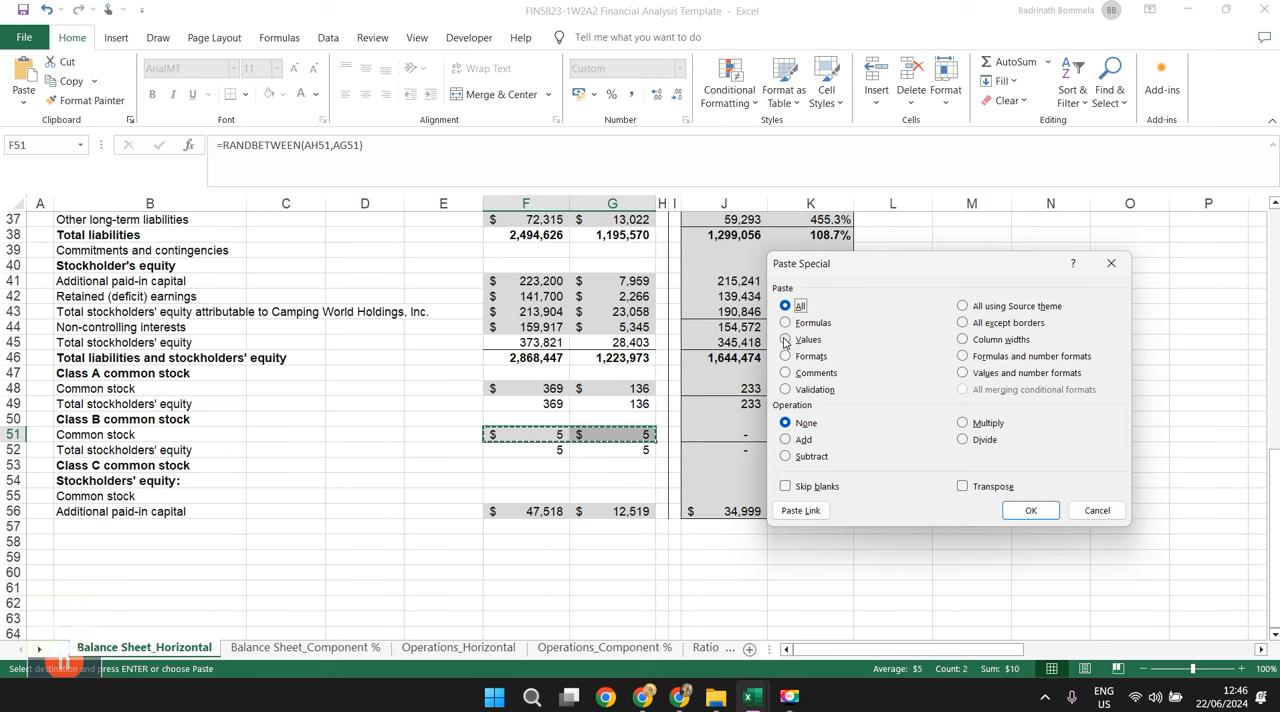 FIN5823-1W2A2 Financial Analysis Template - Excel
Badrinath Bommela BB
File Home Insert Draw Page Layout Formulas Data Review View Developer Help Tell me what you want to do
Paste Cut Copy Format Painter Clipboard
ArialMT 11 B I U A Font
Wrap Text Merge & Center Alignment
Custom % , Number
Conditional Formatting Format as Table Cell Styles Styles
Insert Delete Format Cells
AutoSum Fill Clear Sort & Filter Find & Select Editing
Add-ins Add-ins
F51 fx =RANDBETWEEN(AH51,AG51)
A B C D E F G H I J K L M N O P
37 Other long-term liabilities $ 72,315 $ 13,022 59,293 455.3%
38 Total liabilities 2,494,626 1,195,570 1,299,056 108.7%
39 Commitments and contingencies
40 Stockholder's equity
41 Additional paid-in capital $ 223,200 $ 7,959 215,241
42 Retained (deficit) earnings $ 141,700 $ 2,266 139,434
43 Total stockholders' equity attributable to Camping World Holdings, Inc. $ 213,904 $ 23,058 190,846
44 Non-controlling interests $ 159,917 $ 5,345 154,572
45 Total stockholders' equity 373,821 28,403 345,418
46 Total liabilities and stockholders' equity 2,868,447 1,223,973 1,644,474
47 Class A common stock
48 Common stock $ 369 $ 136 233
49 Total stockholders' equity 369 136 233
50 Class B common stock
51 Common stock $ 5 $ 5 -
52 Total stockholders' equity 5 5 -
53 Class C common stock
54 Stockholders' equity:
55 Common stock
56 Additional paid-in capital $ 47,518 $ 12,519 $ 34,999
57
58
59
60
61
62
63
64
Paste Special ?
Paste
All All using Source theme
Formulas All except borders
Values Column widths
Formats Formulas and number formats
Comments Values and number formats
Validation All merging conditional formats
Operation
None Multiply
Add Divide
Subtract
Skip blanks Transpose
Paste Link OK Cancel
Balance Sheet_Horizontal Balance Sheet_Component % Operations_Horizontal Operations_Component % Ratio ...
Select destination and press ENTER or choose Paste Average: $5 Count: 2 Sum: $10 100%
ENG US 12:46 22/06/2024